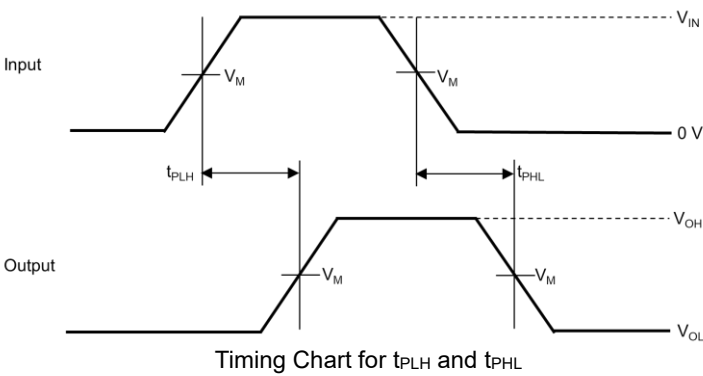 V_IN
Input
V_M V_M
0 V
t_PLH t_PHL
V_OH
Output
V_M V_M
V_OL
Timing Chart for t_PLH and t_PHL